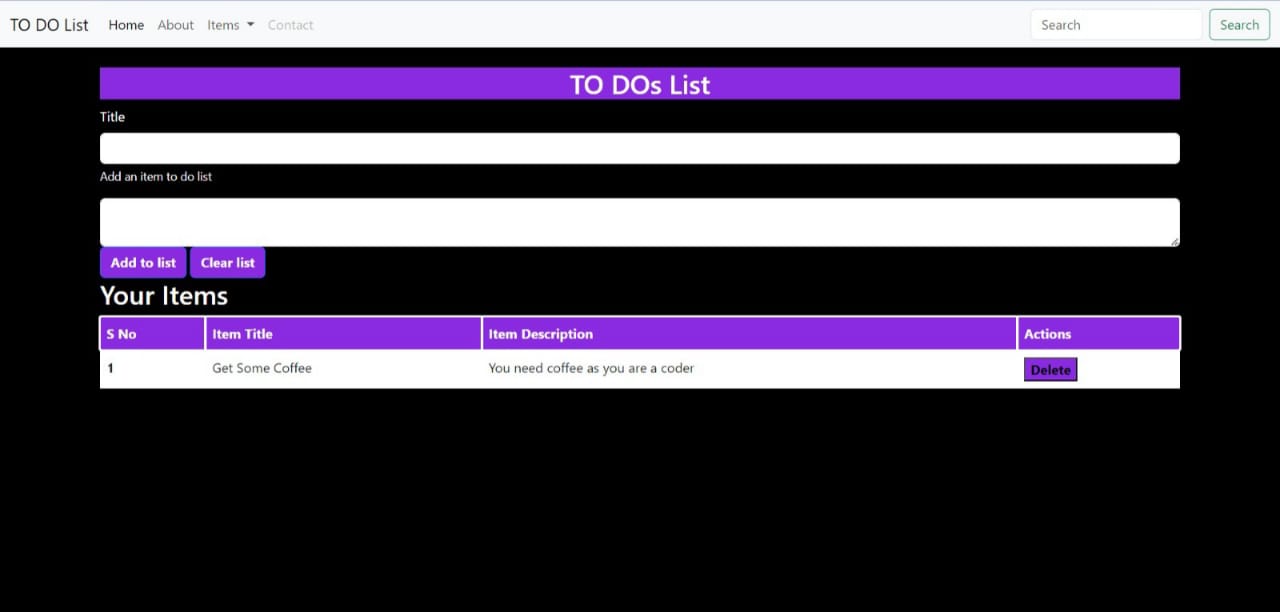 TO DO List Home About Items Contact Search Search
TO DOs List
Title
Add an item to do list
Add to list Clear list
Your Items
S No Item Title Item Description Actions
1 Get Some Coffee You need coffee as you are a coder Delete